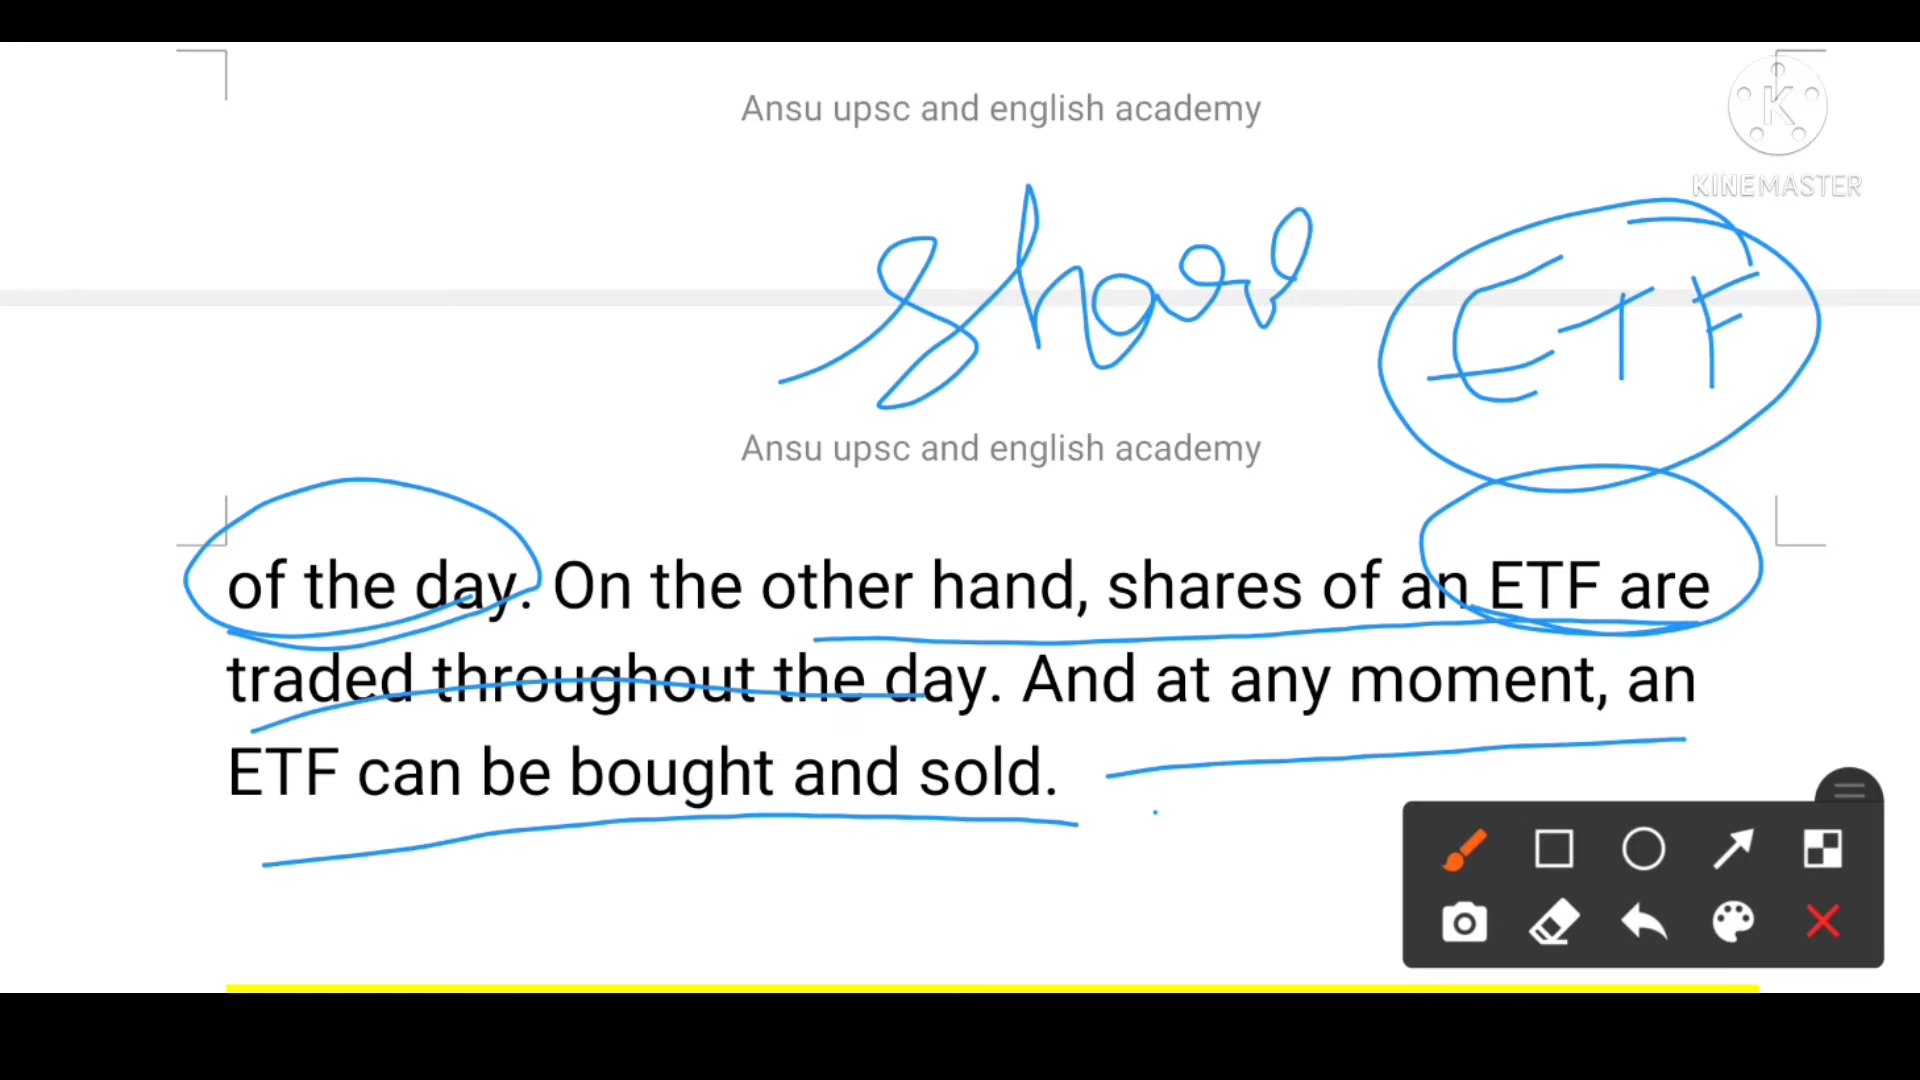 Ansu upsc and english academy
KINEMASTER
Share
ETF
Ansu upsc and english academy
of the day. On the other hand, shares of an ETF are
traded throughout the day. And at any moment, an
ETF can be bought and sold.